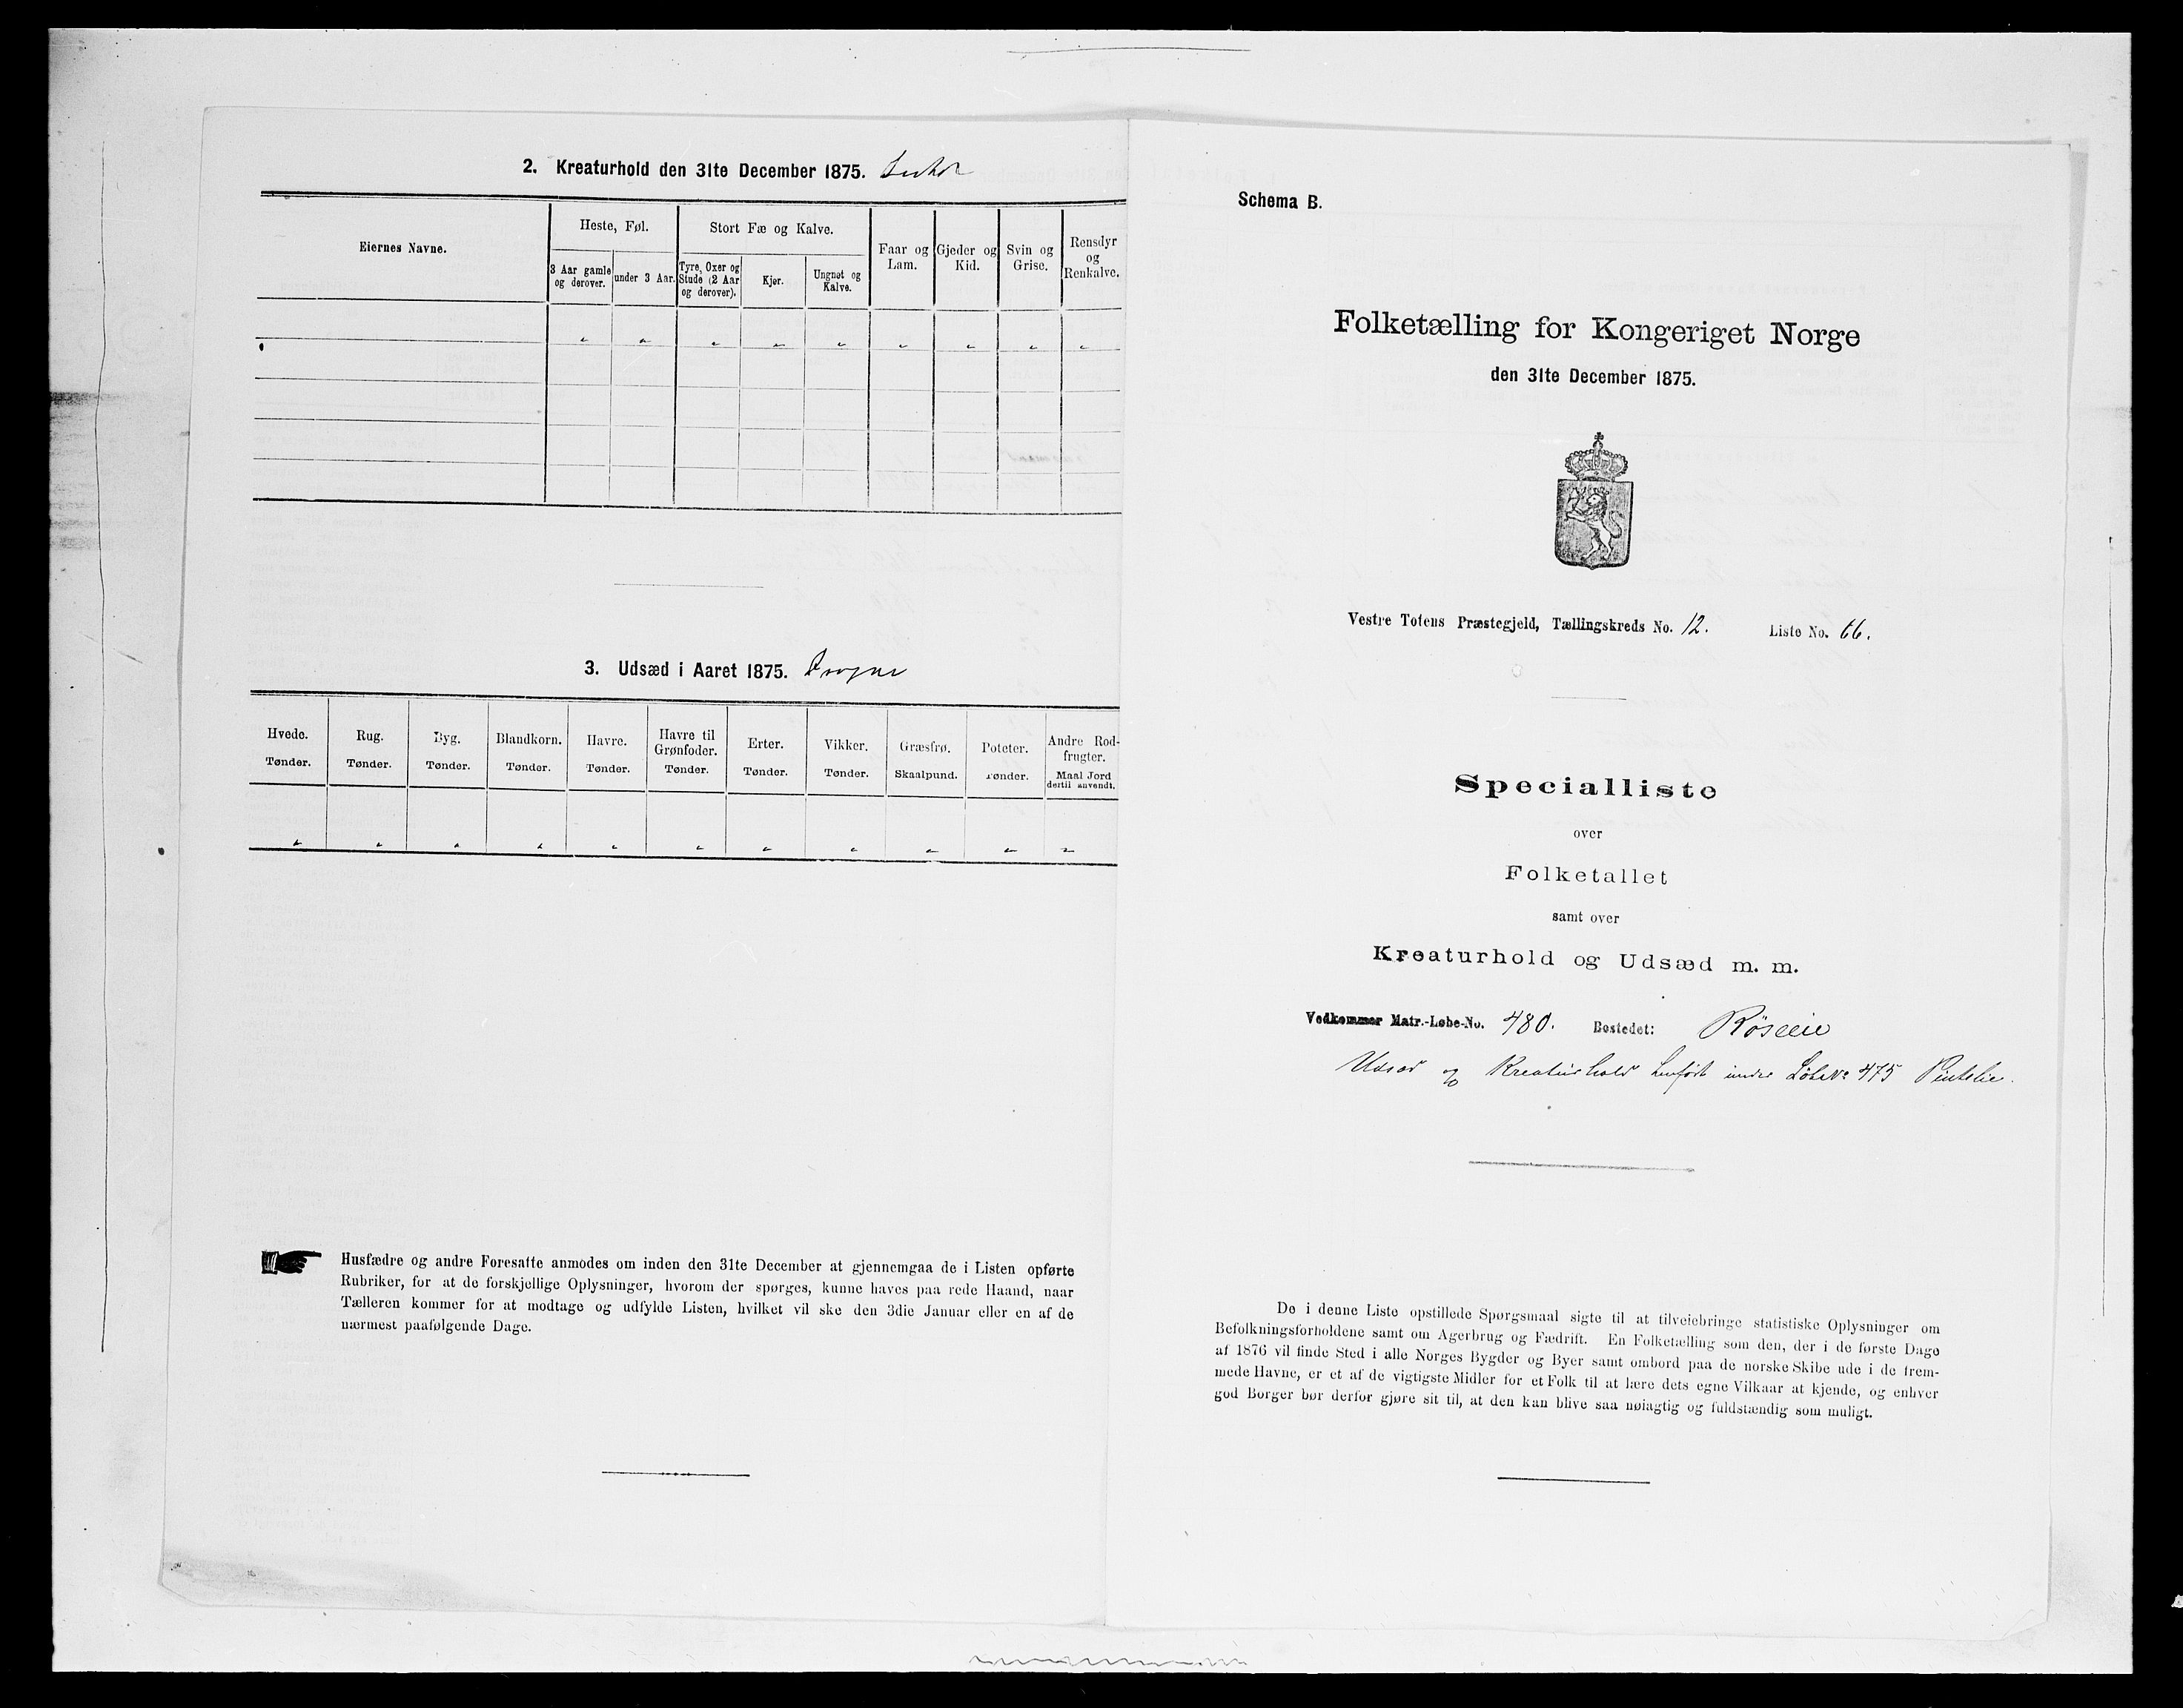 2. Kreaturhold den 31te December 1875.
Eiernes Navne.
Heste, Føl.
Stort Fæ og Kalve.
Faar og Lam.
Gjeder og Kid.
Svin og Grise.
Rensdyr og Renkalve.
3 Aar gamle og derover.
under 3 Aar.
Tyre, Oxer og Stude (2 Aar og derover).
Kjør.
Ungnøt og Kalve.
3. Udsæd i Aaret 1875.
Hvede. Rug. Byg. Blandkorn. Havre. Havre til Grønfoder. Erter. Vikker. Græsfrø. Poteter. Andre Rodfrugter.
Tønder. Tønder. Tønder. Tønder. Tønder. Tønder. Tønder. Tønder. Skaalpund. Tønder. Maal Jord dertil anvendt.
Husfædre og andre Foresatte anmodes om inden den 31te December at gjennemgaa de i Listen opførte
Rubriker, for at de forskjellige Oplysninger, hvorom der spørges, kunne haves paa rede Haand, naar
Tælleren kommer for at modtage og udfylde Listen, hvilket vil ske den 3die Januar eller en af de
nærmest paafølgende Dage.
Schema B.
Folketælling for Kongeriget Norge
den 31te December 1875.
Vestre Totens Præstegjeld, Tællingskreds No. 12. Liste No. 66.
Specialliste
over
Folketallet
samt over
Kreaturhold og Udsæd m. m.
Vedkommer Matr.-Løbe-No. 480. Bostedet: Röseeie
Udsæd og Kreaturhold henfört under Löbe No 475
De i denne Liste opstillede Spørgsmaal sigte til at tilveiebringe statistiske Oplysninger om
Befolkningsforholdene samt om Agerbrug og Fædrift. En Folketælling som den, der i de første Dage
af 1876 vil finde Sted i alle Norges Bygder og Byer samt ombord paa de norske Skibe ude i de frem-
mede Havne, er et af de vigtigste Midler for et Folk til at lære dets egne Vilkaar at kjende, og enhver
god Borger bør derfor gjøre sit til, at den kan blive saa nøiagtig og fuldstændig som muligt.